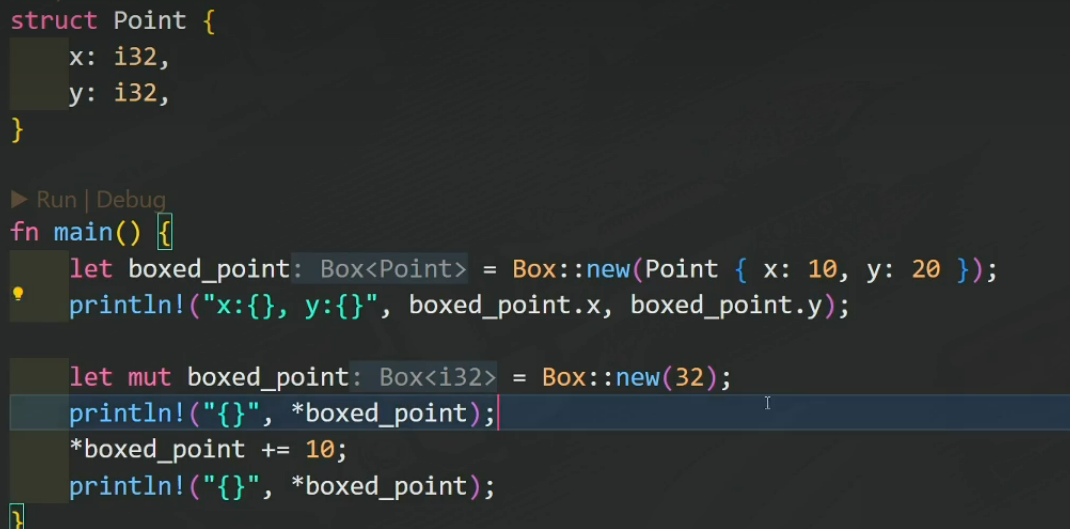 struct Point {
    x: i32,
    y: i32,
}
▶ Run | Debug
fn main() {
    let boxed_point: Box<Point> = Box::new(Point { x: 10, y: 20 });
    println!("x:{}, y:{}", boxed_point.x, boxed_point.y);
    let mut boxed_point: Box<i32> = Box::new(32);
    println!("{}", *boxed_point);
    *boxed_point += 10;
    println!("{}", *boxed_point);
}